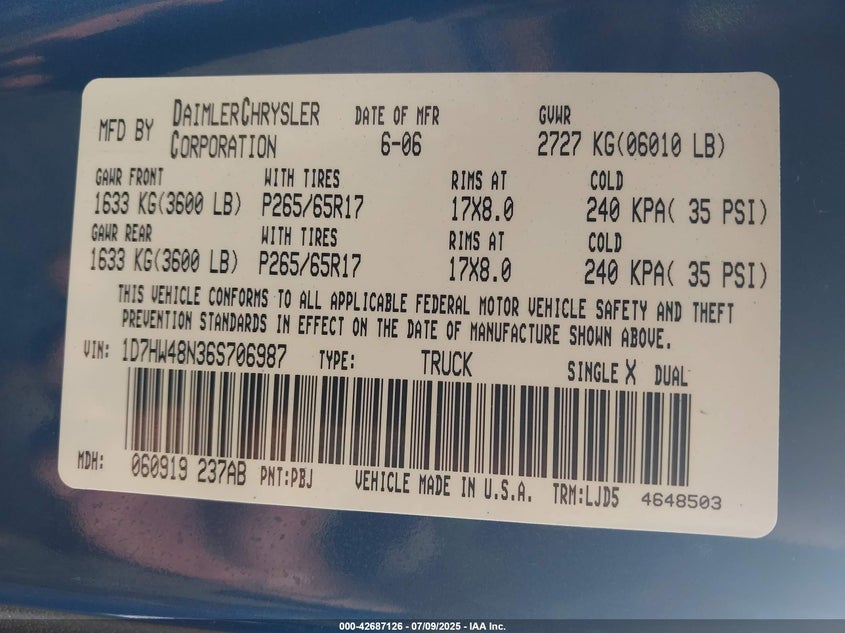 MFD BY DAIMLERCHRYSLER CORPORATION DATE OF MFR 6-06 GVWR 2727 KG(06010 LB)
GAWR FRONT WITH TIRES RIMS AT COLD
1633 KG(3600 LB) P265/65R17 17X8.0 240 KPA( 35 PSI)
GAWR REAR WITH TIRES RIMS AT COLD
1633 KG(3600 LB) P265/65R17 17X8.0 240 KPA( 35 PSI)
THIS VEHICLE CONFORMS TO ALL APPLICABLE FEDERAL MOTOR VEHICLE SAFETY AND THEFT
PREVENTION STANDARDS IN EFFECT ON THE DATE OF MANUFACTURE SHOWN ABOVE.
VIN: 1D7HW48N36S706987 TYPE: TRUCK SINGLE X DUAL
MDH: 060919 237AB PNT:PBJ VEHICLE MADE IN U.S.A. TRM:LJD5 4648503
000-42687126 - 07/09/2025 - IAA Inc.